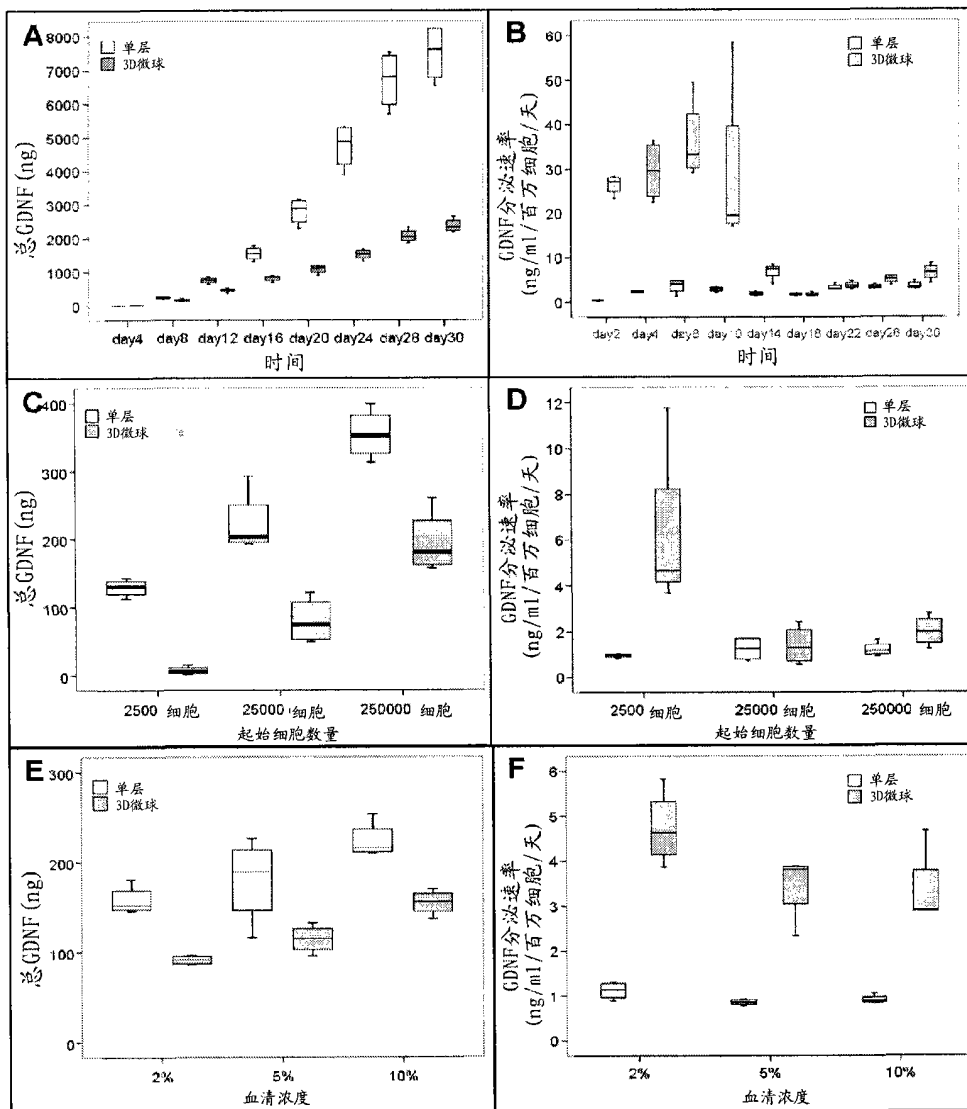 A
单层
3D微球
总GDNF (ng)
8000
7000
6000
5000
4000
3000
2000
1000
0
day4 day8 day12 day16 day20 day24 day28 day30
时间
B
单层
3D微球
GDNF分泌速率
(ng/ml/百万细胞/天)
60
50
40
30
20
10
0
day2 day4 day8 day10 day14 day18 day22 day26 day30
时间
C
单层
3D微球
总GDNF (ng)
400
300
200
100
0
2500 细胞 25000 细胞 250000 细胞
起始细胞数量
D
单层
3D微球
GDNF分泌速率
(ng/ml/百万细胞/天)
12
10
8
6
4
2
0
2500 细胞 25000 细胞 250000 细胞
起始细胞数量
E
单层
3D微球
总GDNF (ng)
300
200
100
0
2% 5% 10%
血清浓度
F
单层
3D微球
GDNF分泌速率
(ng/ml/百万细胞/天)
6
5
4
3
2
1
0
2% 5% 10%
血清浓度